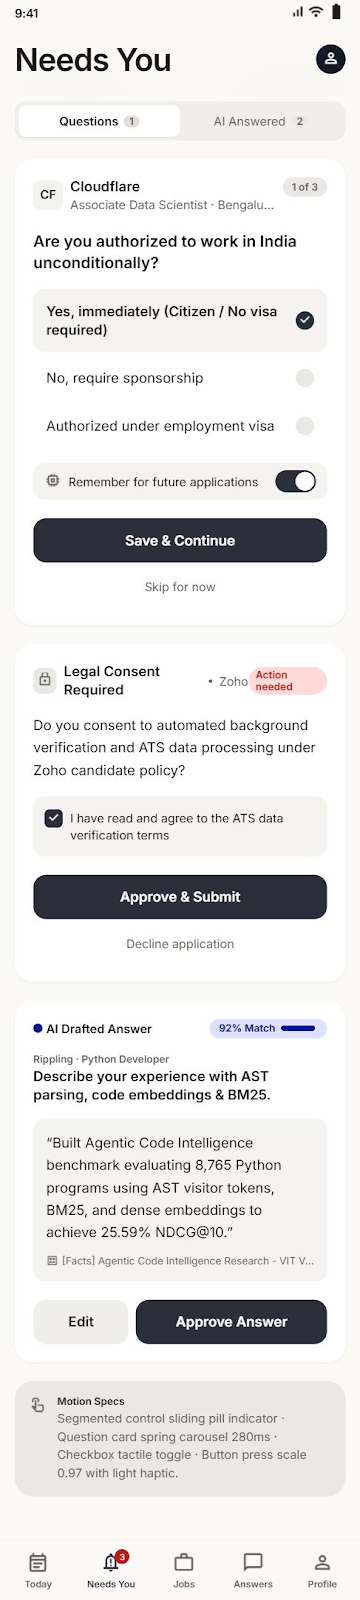 9:41
Needs You
Questions 1 AI Answered 2
CF Cloudflare 1 of 3
Associate Data Scientist · Bengalu...
Are you authorized to work in India
unconditionally?
Yes, immediately (Citizen / No visa
required)
No, require sponsorship
Authorized under employment visa
Remember for future applications
Save & Continue
Skip for now
Legal Consent
Required
• Zoho
Action
needed
Do you consent to automated background
verification and ATS data processing under
Zoho candidate policy?
I have read and agree to the ATS data
verification terms
Approve & Submit
Decline application
AI Drafted Answer 92% Match
Rippling · Python Developer
Describe your experience with AST
parsing, code embeddings & BM25.
“Built Agentic Code Intelligence
benchmark evaluating 8,765 Python
programs using AST visitor tokens,
BM25, and dense embeddings to
achieve 25.59% NDCG@10.”
[Facts] Agentic Code Intelligence Research - VIT V...
Edit Approve Answer
Motion Specs
Segmented control sliding pill indicator ·
Question card spring carousel 280ms ·
Checkbox tactile toggle · Button press scale
0.97 with light haptic.
3
Today Needs You Jobs Answers Profile